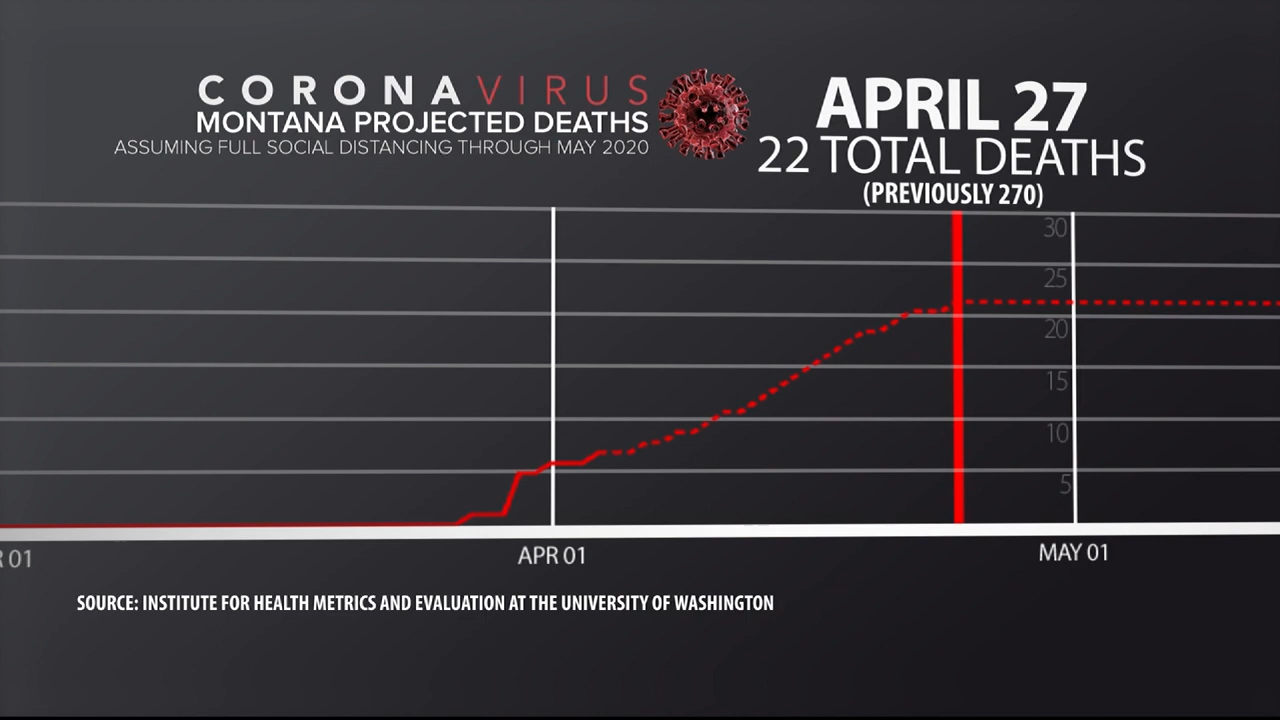 CORONAVIRUS
MONTANA PROJECTED DEATHS
ASSUMING FULL SOCIAL DISTANCING THROUGH MAY 2020
APRIL 27
22 TOTAL DEATHS
(PREVIOUSLY 270)
30
25
20
15
10
5
R 01
APR 01
MAY 01
SOURCE: INSTITUTE FOR HEALTH METRICS AND EVALUATION AT THE UNIVERSITY OF WASHINGTON